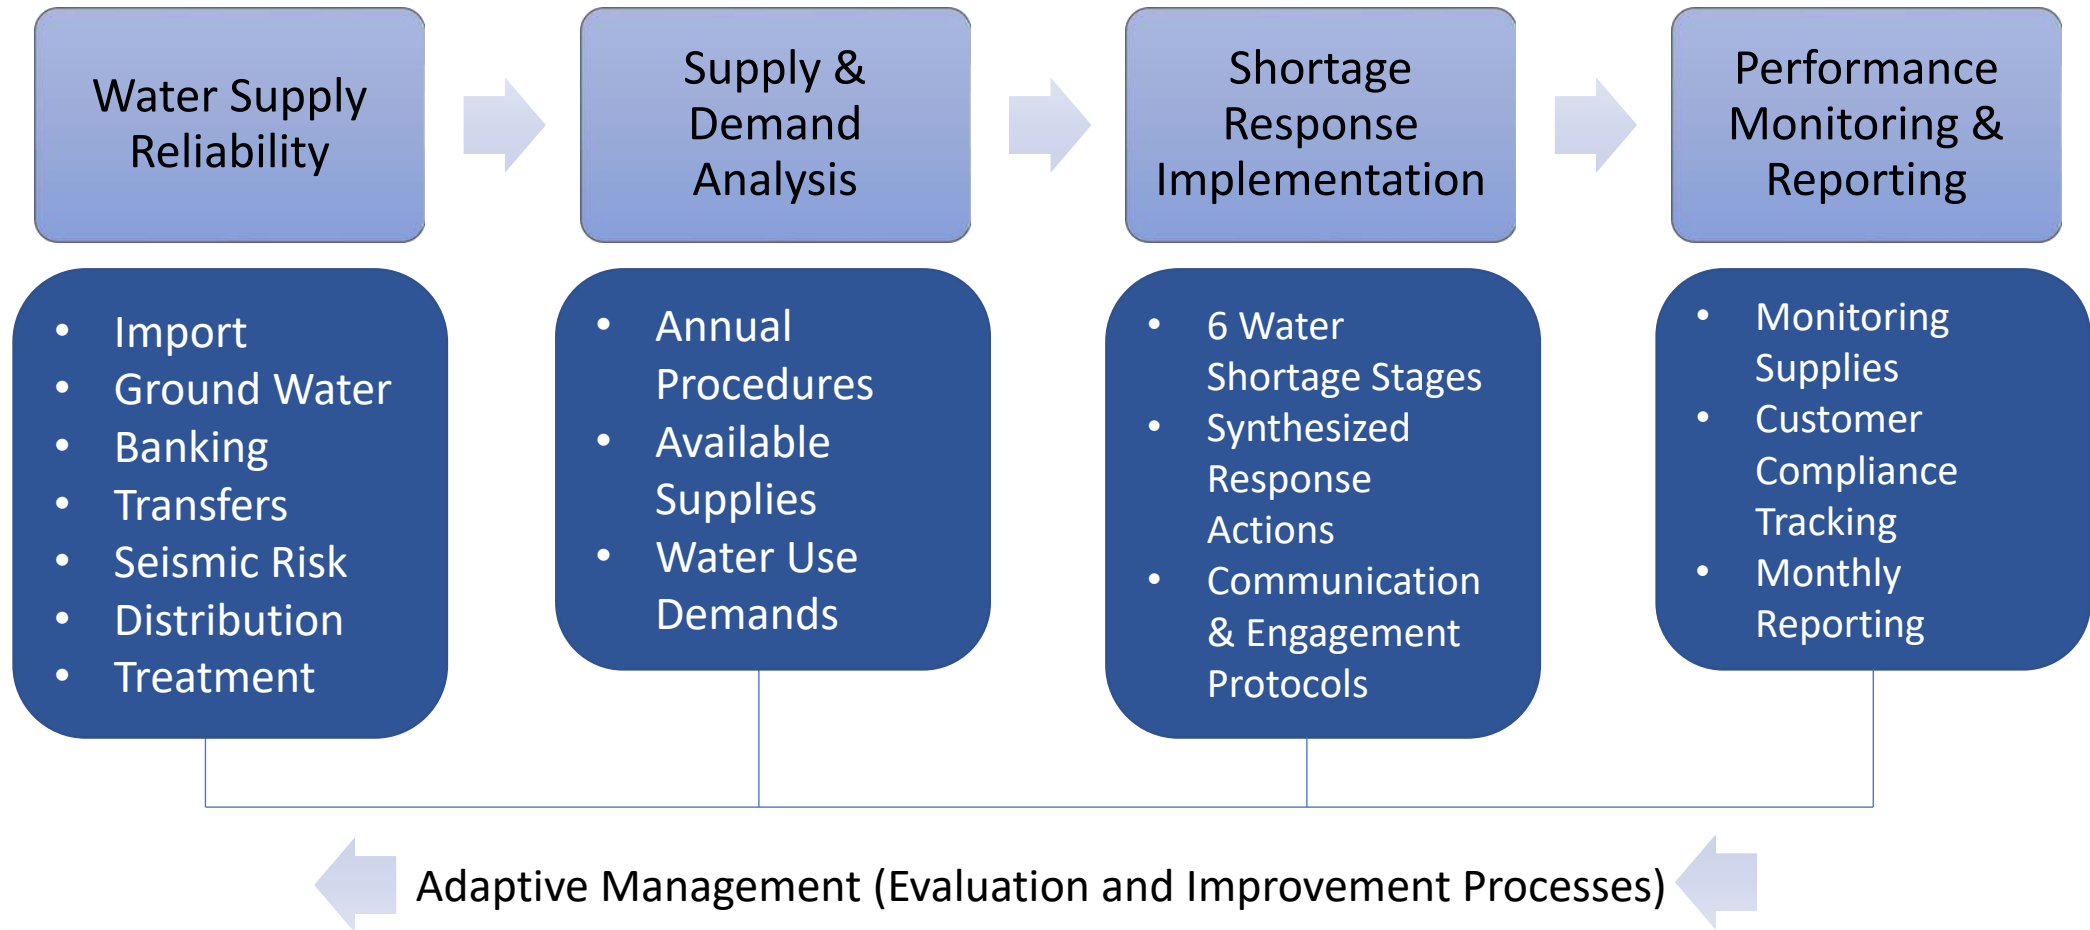 Water Supply
Reliability
Supply &
Demand
Analysis
Shortage
Response
Implementation
Performance
Monitoring &
Reporting
• Import
• Ground Water
• Banking
• Transfers
• Seismic Risk
• Distribution
• Treatment
• Annual
Procedures
• Available
Supplies
• Water Use
Demands
• 6 Water
Shortage Stages
• Synthesized
Response
Actions
• Communication
& Engagement
Protocols
• Monitoring
Supplies
• Customer
Compliance
Tracking
• Monthly
Reporting
Adaptive Management (Evaluation and Improvement Processes)